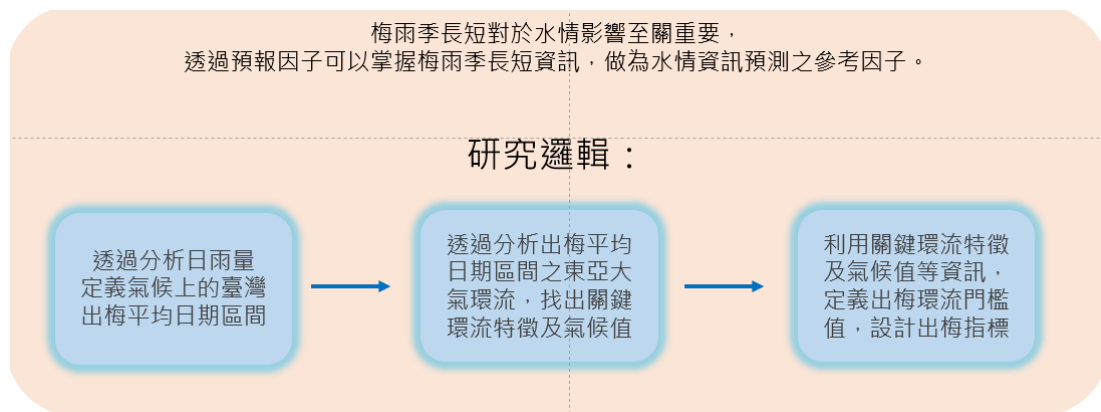 梅雨季長短對於水情影響至關重要，
透過預報因子可以掌握梅雨季長短資訊，做為水情資訊預測之參考因子。
研究邏輯：
透過分析日雨量
定義氣候上的臺灣
出梅平均日期區間
透過分析出梅平均
日期區間之東亞大
氣環流，找出關鍵
環流特徵及氣候值
利用關鍵環流特徵
及氣候值等資訊，
定義出梅環流門檻
值，設計出梅指標